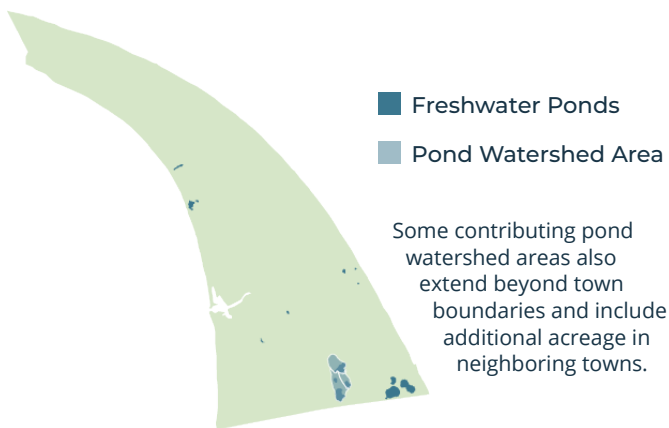 Freshwater Ponds
Pond Watershed Area
Some contributing pond
watershed areas also
extend beyond town
boundaries and include
additional acreage in
neighboring towns.